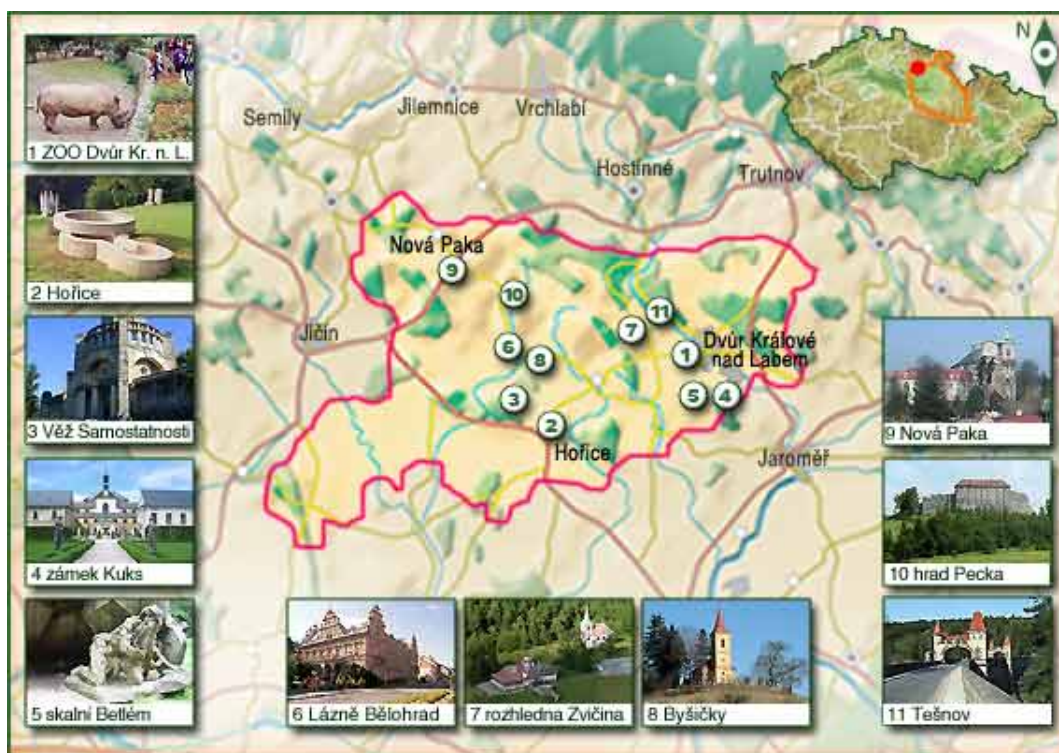 N
1 ZOO Dvůr Kr. n. L.
2 Hořice
3 Věž Samostatnosti
4 zámek Kuks
5 skalní Betlém
6 Lázně Bělohrad
7 rozhledna Zvičina
8 Byšičky
9 Nová Paka
10 hrad Pecka
11 Tešnov
Semily
Jilemnice
Vrchlabí
Hostinné
Trutnov
Nová Paka
9
10
11
7
Jičín
6
8
1
Dvůr Králové
nad Labem
3
5
4
2
Hořice
Jaroměř